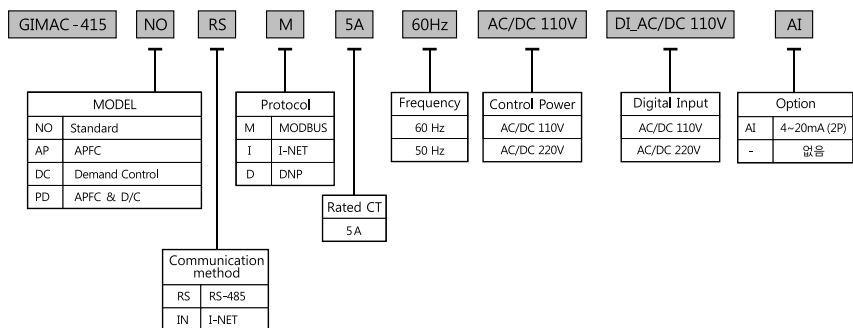 GIMAC-415 NO RS M 5A 60Hz AC/DC 110V DI_AC/DC 110V AI
MODEL
NO Standard
AP APFC
DC Demand Control
PD APFC & D/C
Protocol
M MODBUS
I I-NET
D DNP
Frequency
60 Hz
50 Hz
Control Power
AC/DC 110V
AC/DC 220V
Digital Input
AC/DC 110V
AC/DC 220V
Option
AI 4~20mA (2P)
- 없음
Rated CT
5A
Communication
method
RS RS-485
IN I-NET